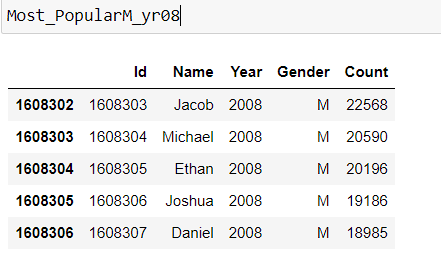 Most_PopularM_yr08
Id Name Year Gender Count
1608302 1608303 Jacob 2008 M 22568
1608303 1608304 Michael 2008 M 20590
1608304 1608305 Ethan 2008 M 20196
1608305 1608306 Joshua 2008 M 19186
1608306 1608307 Daniel 2008 M 18985